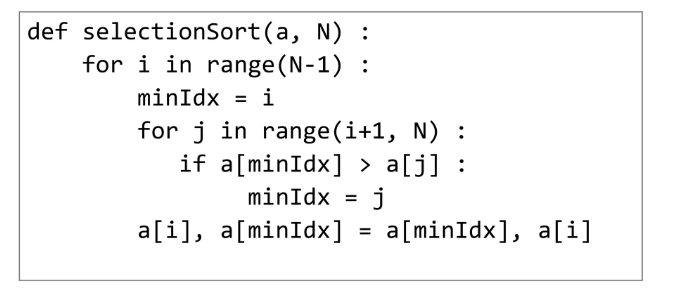 def selectionSort(a, N) :
    for i in range(N-1) :
        minIdx = i
        for j in range(i+1, N) :
           if a[minIdx] > a[j] :
                minIdx = j
        a[i], a[minIdx] = a[minIdx], a[i]